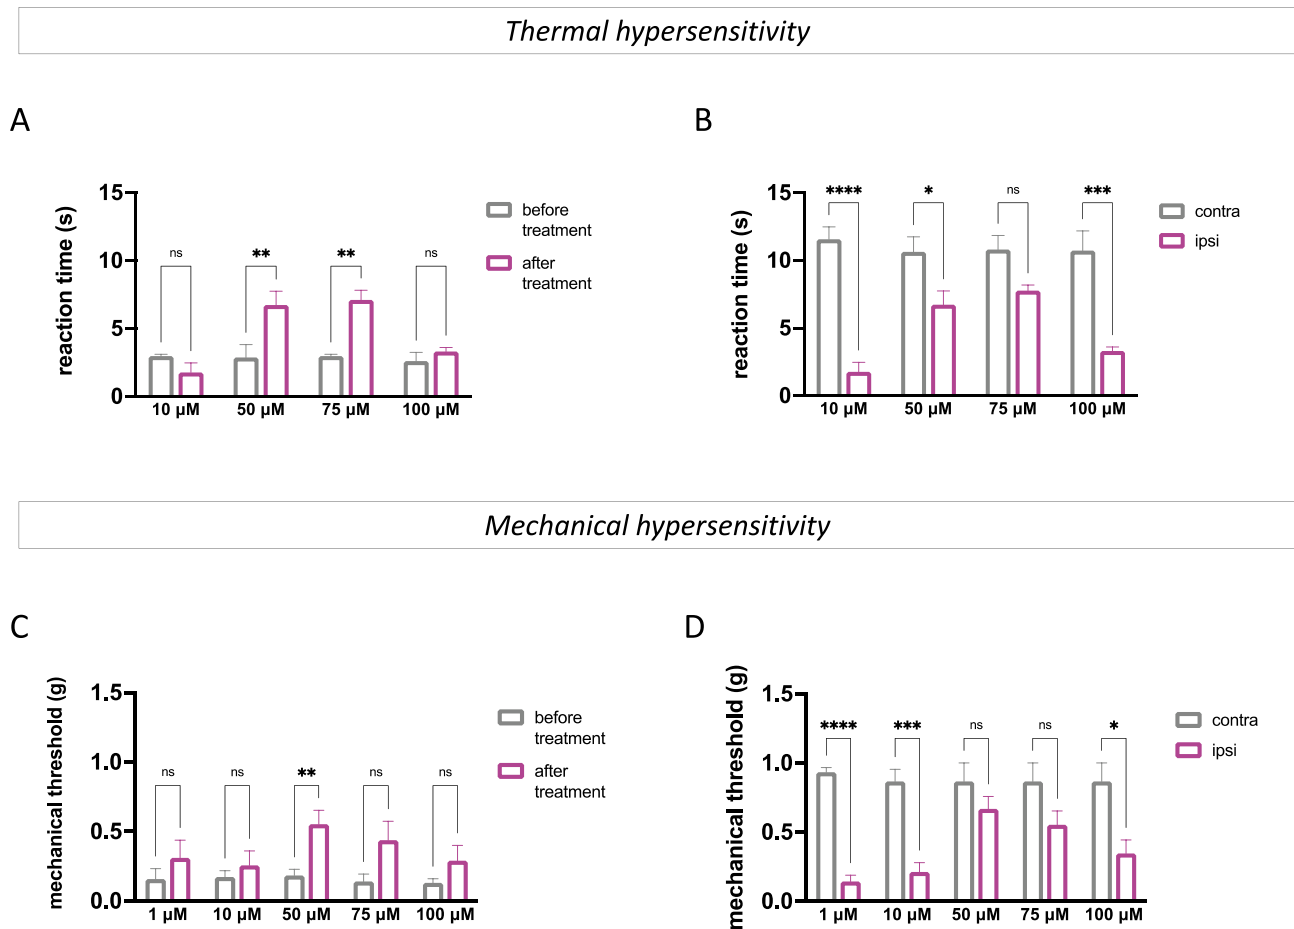 Thermal hypersensitivity
A
reaction time (s)
15
10
5
0
ns
**
**
ns
10 µM
50 µM
75 µM
100 µM
before
treatment
after
treatment
B
reaction time (s)
15
10
5
0
****
*
ns
***
10 µM
50 µM
75 µM
100 µM
contra
ipsi
Mechanical hypersensitivity
C
mechanical threshold (g)
1.5
1.0
0.5
0.0
ns
ns
**
ns
ns
1 µM
10 µM
50 µM
75 µM
100 µM
before
treatment
after
treatment
D
mechanical threshold (g)
1.5
1.0
0.5
0.0
****
***
ns
ns
*
1 µM
10 µM
50 µM
75 µM
100 µM
contra
ipsi